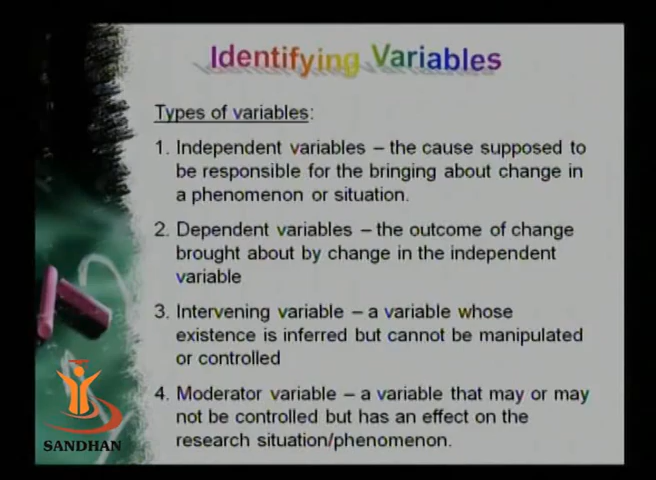 Identifying Variables
Types of variables:
1. Independent variables – the cause supposed to
be responsible for the bringing about change in
a phenomenon or situation.
2. Dependent variables – the outcome of change
brought about by change in the independent
variable
3. Intervening variable – a variable whose
existence is inferred but cannot be manipulated
or controlled
4. Moderator variable – a variable that may or may
not be controlled but has an effect on the
research situation/phenomenon.
SANDHAN